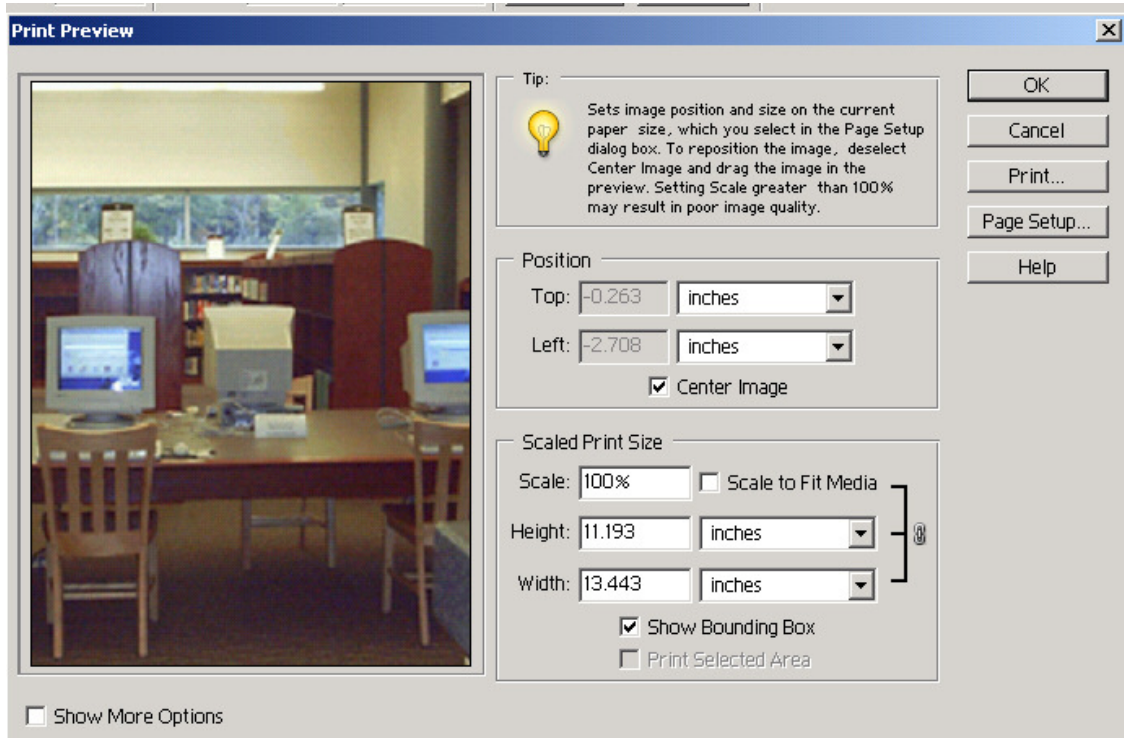 Print Preview
Tip:
Sets image position and size on the current
paper size, which you select in the Page Setup
dialog box. To reposition the image, deselect
Center Image and drag the image in the
preview. Setting Scale greater than 100%
may result in poor image quality.
OK
Cancel
Print...
Page Setup...
Help
Position
Top: -0.263 inches
Left: -2.708 inches
Center Image
Scaled Print Size
Scale: 100% Scale to Fit Media
Height: 11.193 inches
Width: 13.443 inches
Show Bounding Box
Print Selected Area
Show More Options